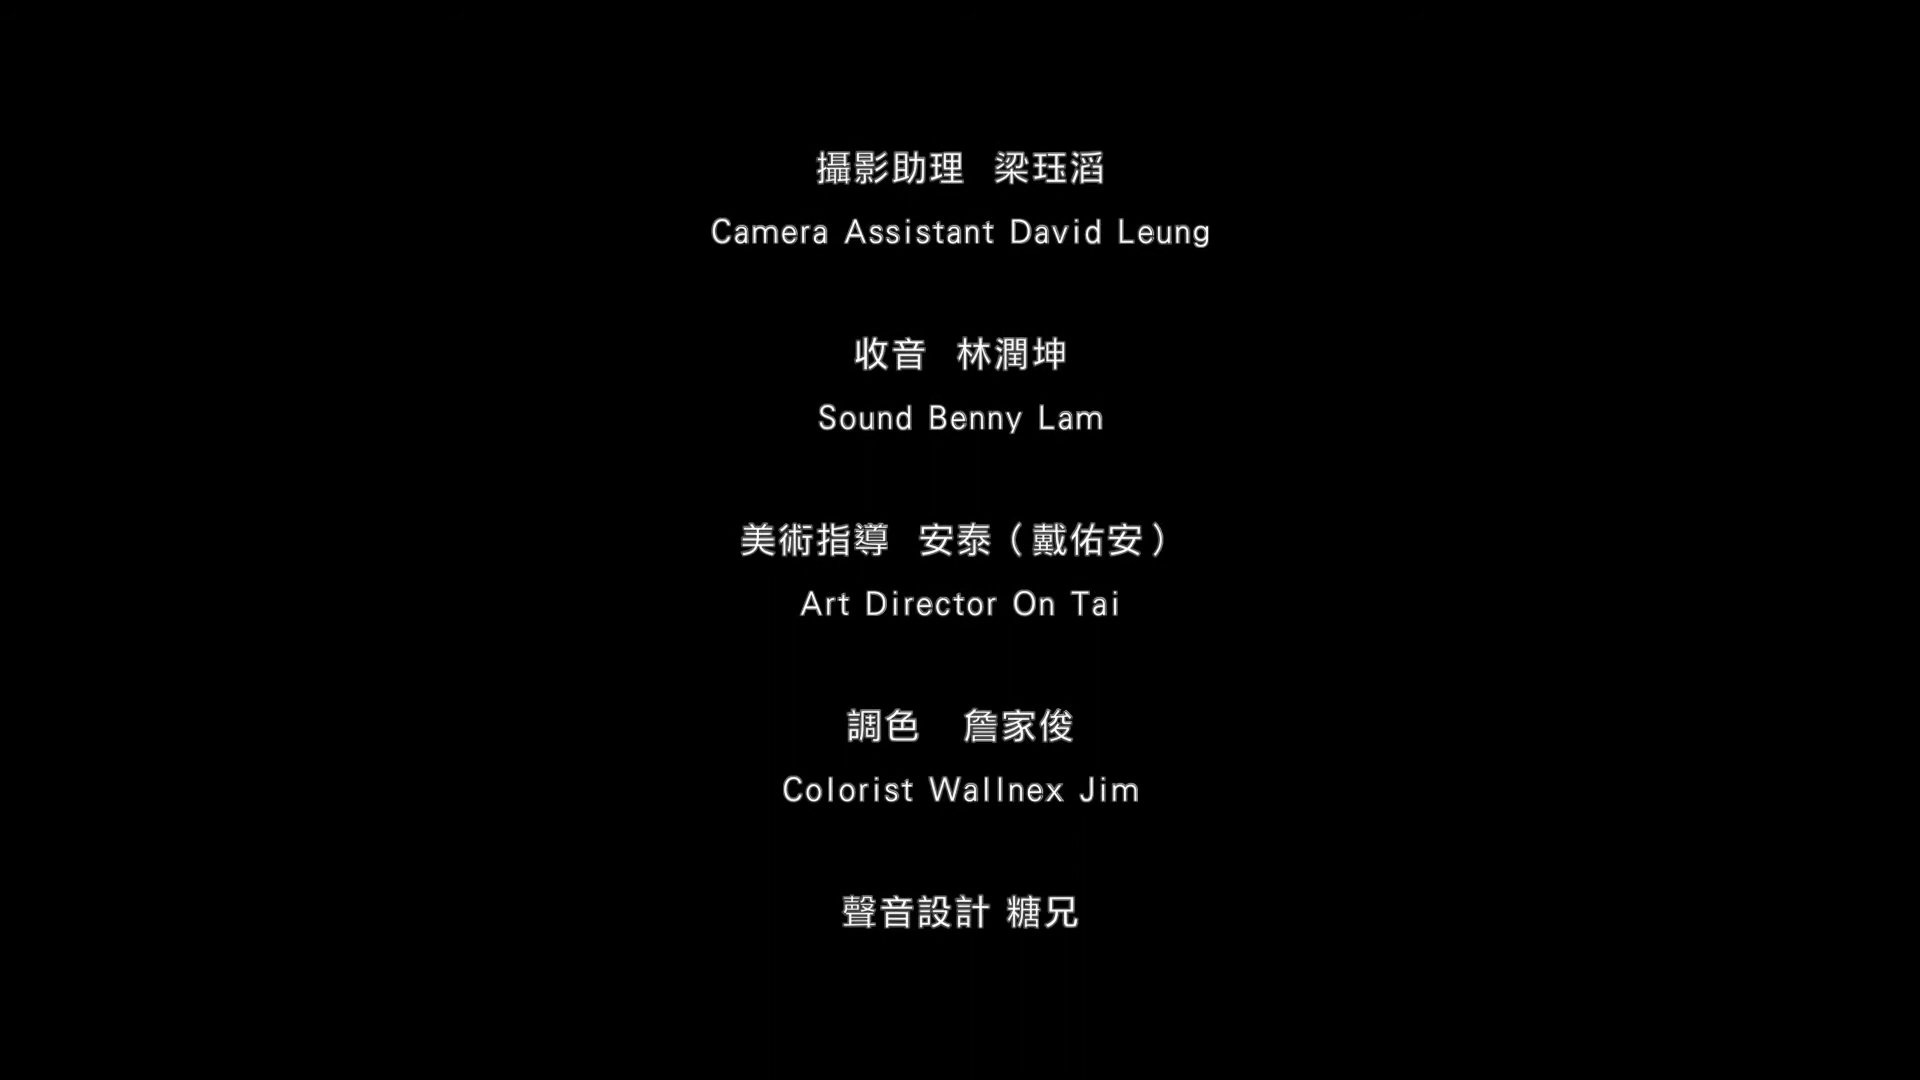 攝影助理 梁珏滔
Camera Assistant David Leung
收音 林潤坤
Sound Benny Lam
美術指導 安泰（戴佑安）
Art Director On Tai
調色 詹家俊
Colorist Wallnex Jim
聲音設計 糖兄